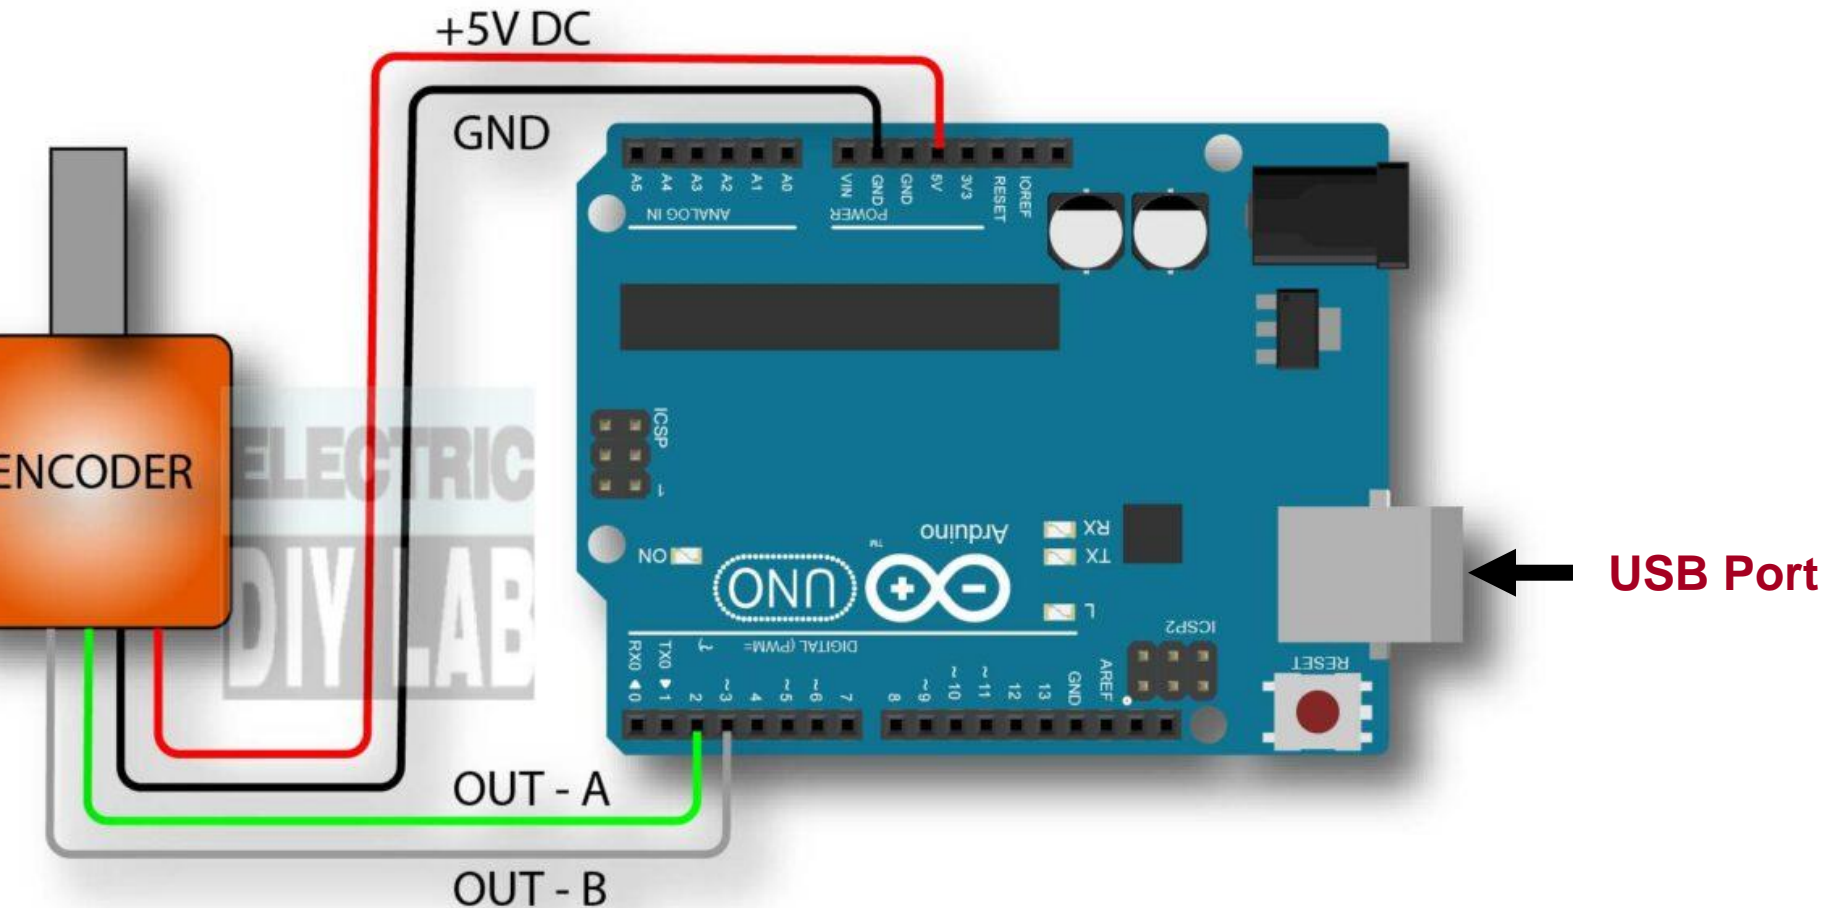 +5V DC
GND
A5 A4 A3 A2 A1 A0
VIN GND GND 5V 3V3 RESET IOREF
ANALOG IN
POWER
ICSP
1
ENCODER
ELECTRIC
DIY LAB
Arduino
TM
UNO
ON
RX
TX
L
USB Port
ICSP2
RESET
DIGITAL (PWM= ~)
RX0 ◀ 0
TX0 ▶ 1
2
~3
4
~5
~6
7
8
~9
~10
~11
12
13
GND
AREF
OUT - A
OUT - B